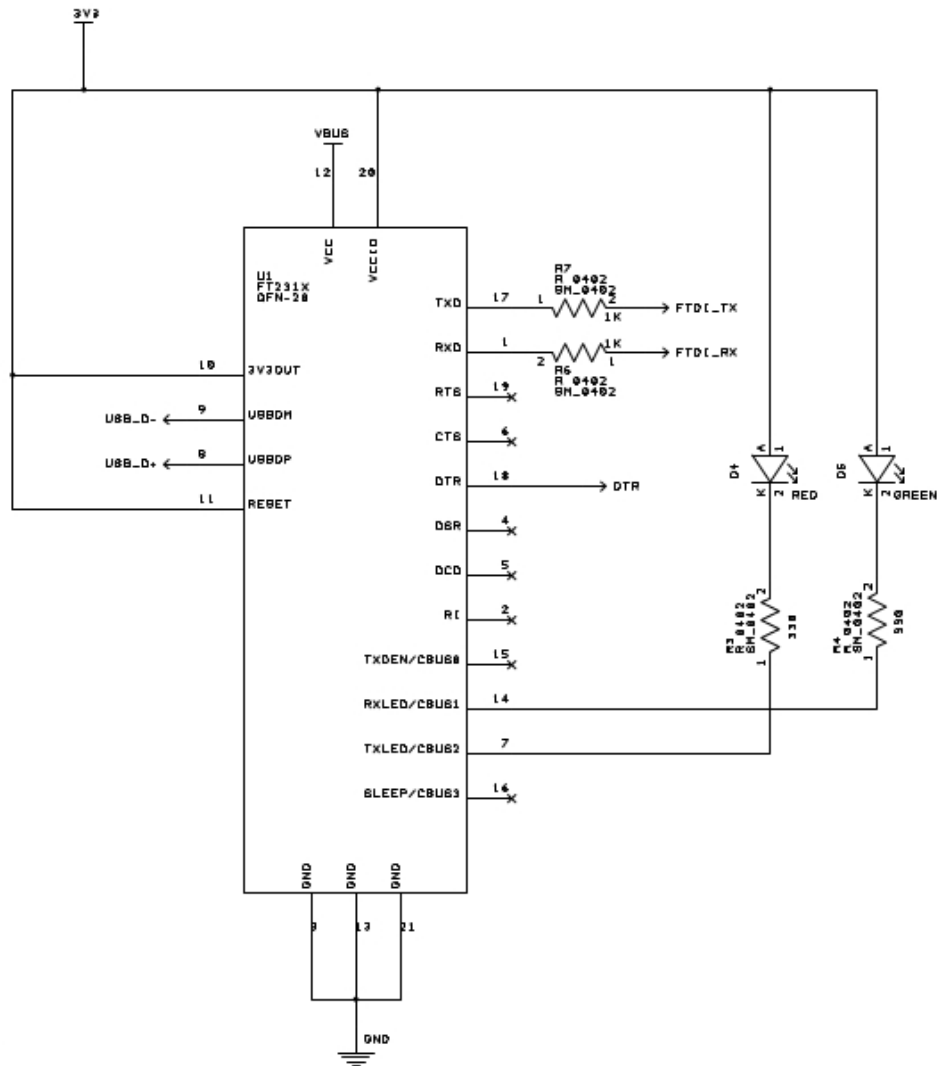 3V3
VBUS
12
20
VCC
VCCIO
U1
FT231X
QFN-20
TXD
17
1
R7
R_0402
SM_0402
2
1K
FTDI_TX
RXD
1
2
1K
1
R6
R_0402
SM_0402
FTDI_RX
10
3V3OUT
RTS
19
USB_D-
9
USBDM
CTS
6
USB_D+
8
USBDP
DTR
18
DTR
11
RESET
DSR
4
DCD
5
RI
2
TXDEN/CBUS0
15
RXLED/CBUS1
14
TXLED/CBUS2
7
SLEEP/CBUS3
16
D4
A
1
K
2
RED
D5
A
1
K
2
GREEN
R3
R_0402
SM_0402
2
330
1
R4
SM_0402
2
1
GND
GND
GND
3
13
21
GND